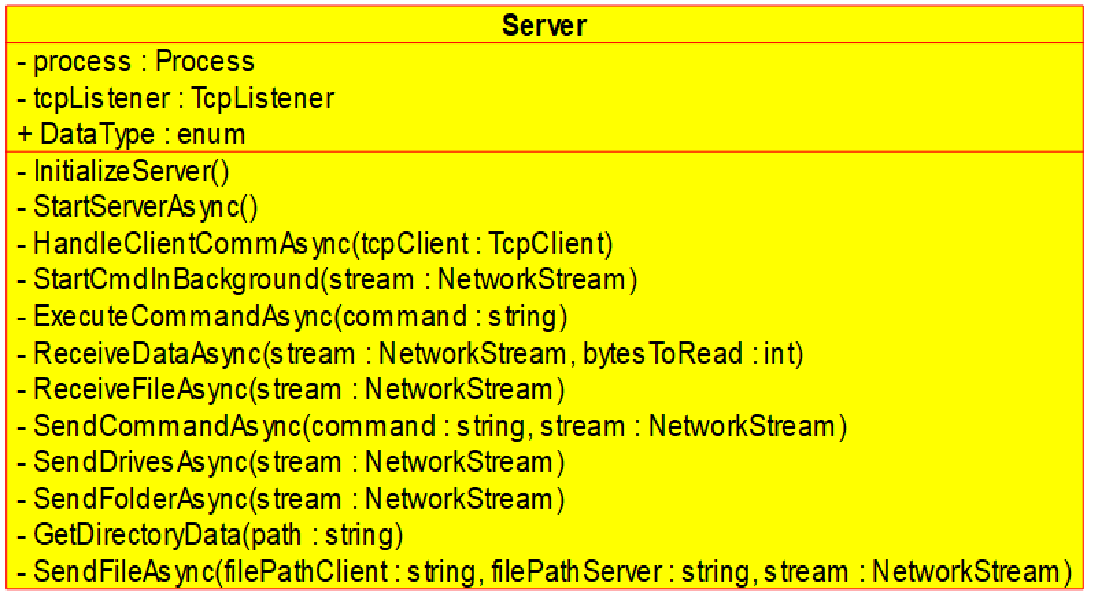 Server
- process : Process
- tcpListener : TcpListener
+ DataType : enum
- InitializeServer()
- StartServerAsync()
- HandleClientCommAsync(tcpClient : TcpClient)
- StartCmdInBackground(stream : NetworkStream)
- ExecuteCommandAsync(command : string)
- ReceiveDataAsync(stream : NetworkStream, bytesToRead : int)
- ReceiveFileAsync(stream : NetworkStream)
- SendCommandAsync(command : string, stream : NetworkStream)
- SendDrivesAsync(stream : NetworkStream)
- SendFolderAsync(stream : NetworkStream)
- GetDirectoryData(path : string)
- SendFileAsync(filePathClient : string, filePathServer : string, stream : NetworkStream)